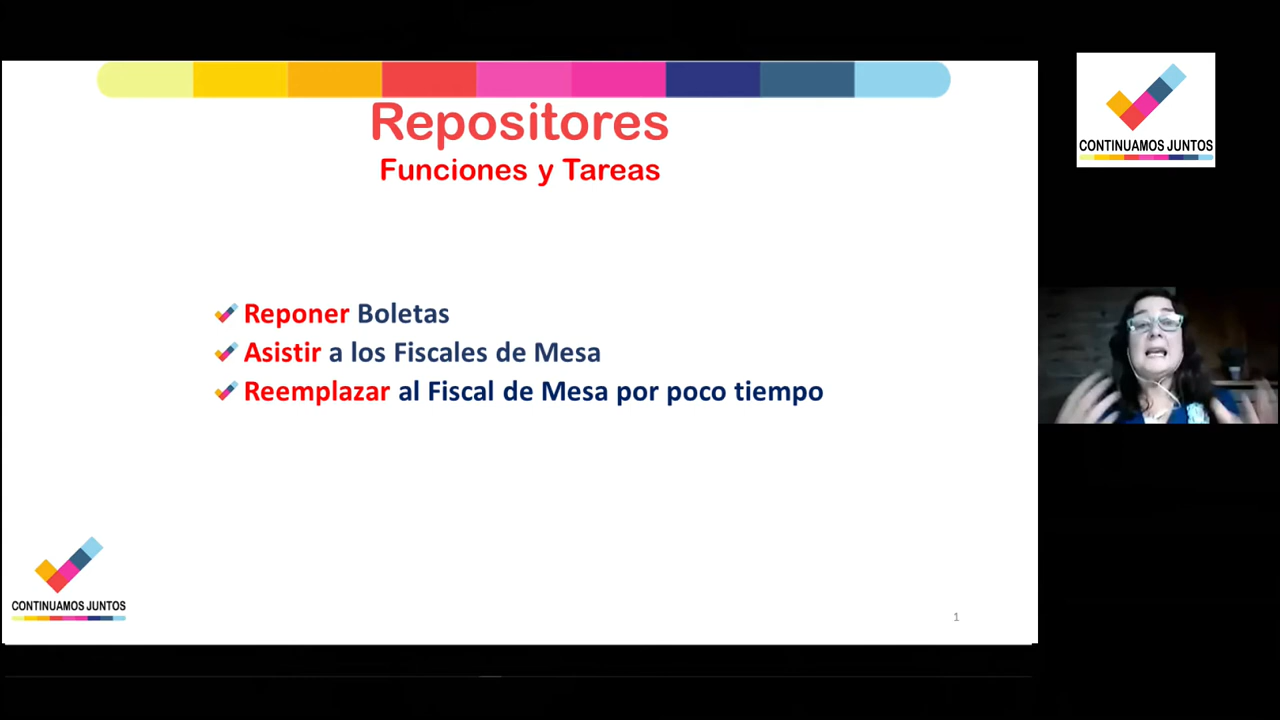 Repositores
Funciones y Tareas
Reponer Boletas
Asistir a los Fiscales de Mesa
Reemplazar al Fiscal de Mesa por poco tiempo
CONTINUAMOS JUNTOS
1
CONTINUAMOS JUNTOS